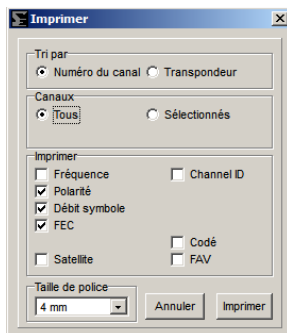 Imprimer
Tri par
Numéro du canal Transpondeur
Canaux
Tous Sélectionnés
Imprimer
Fréquence Channel ID
Polarité
Débit symbole
FEC
Codé
Satellite FAV
Taille de police
4 mm Annuler Imprimer